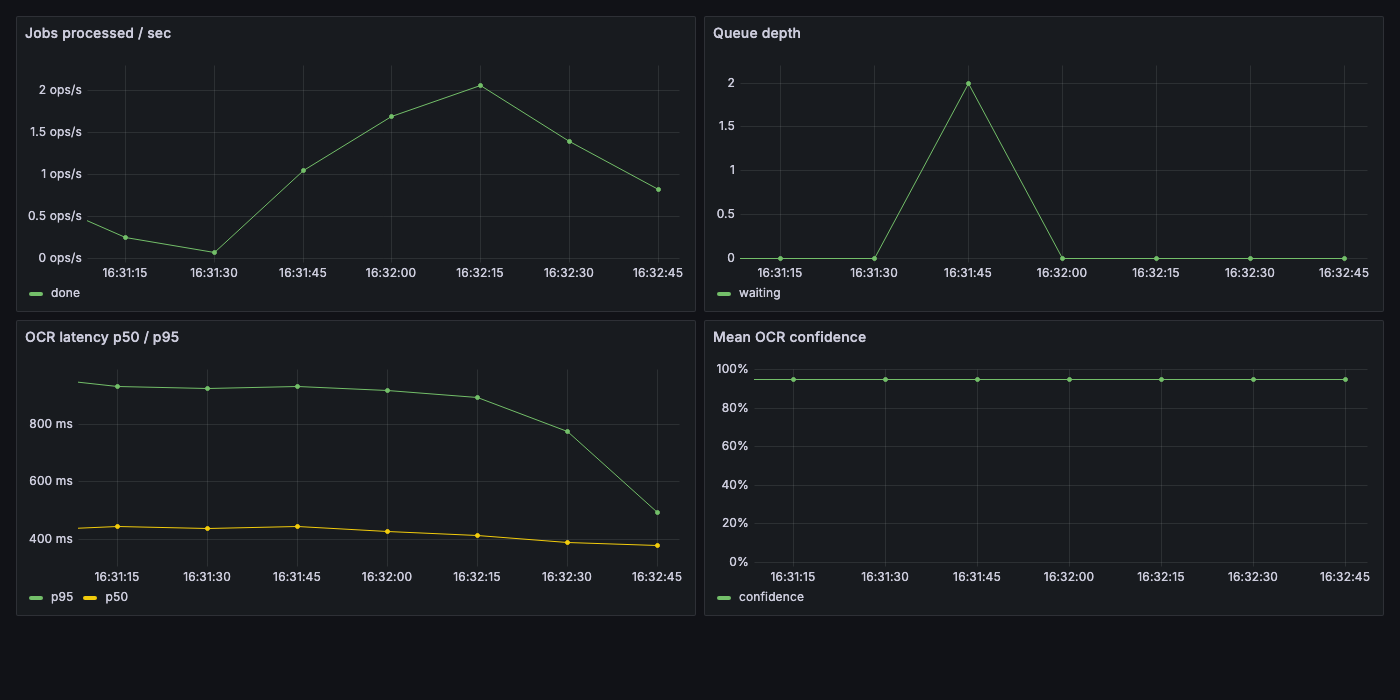 Jobs processed / sec
2 ops/s
1.5 ops/s
1 ops/s
0.5 ops/s
0 ops/s
16:31:15 16:31:30 16:31:45 16:32:00 16:32:15 16:32:30 16:32:45
done
Queue depth
2
1.5
1
0.5
0
16:31:15 16:31:30 16:31:45 16:32:00 16:32:15 16:32:30 16:32:45
waiting
OCR latency p50 / p95
800 ms
600 ms
400 ms
16:31:15 16:31:30 16:31:45 16:32:00 16:32:15 16:32:30 16:32:45
p95 p50
Mean OCR confidence
100%
80%
60%
40%
20%
0%
16:31:15 16:31:30 16:31:45 16:32:00 16:32:15 16:32:30 16:32:45
confidence